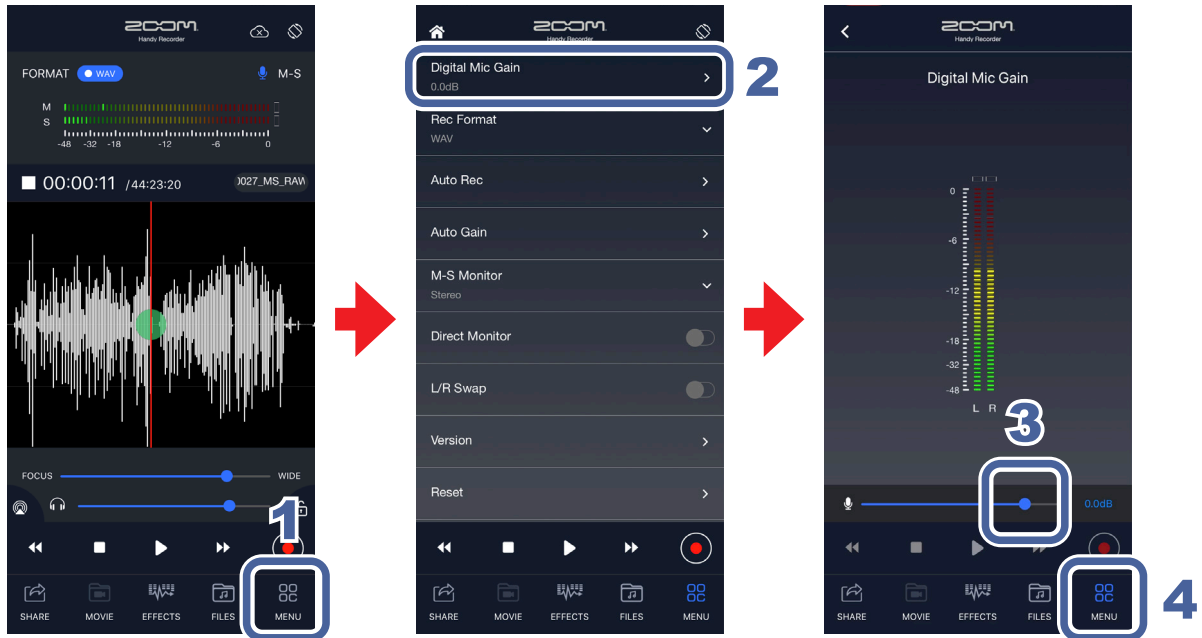 ZOOM
Handy Recorder
FORMAT WAV M-S
M
S
-48 -32 -18 -12 -6 0
00:00:11 /44:23:20
0027_MS_RAW
FOCUS WIDE
1
SHARE MOVIE EFFECTS FILES MENU
ZOOM
Handy Recorder
Digital Mic Gain
0.0dB
2
Rec Format
WAV
Auto Rec
Auto Gain
M-S Monitor
Stereo
Direct Monitor
L/R Swap
Version
Reset
SHARE MOVIE EFFECTS FILES MENU
ZOOM
Handy Recorder
Digital Mic Gain
0
-6
-12
-18
-32
-48
L R
3
0.0dB
SHARE MOVIE EFFECTS FILES MENU
4